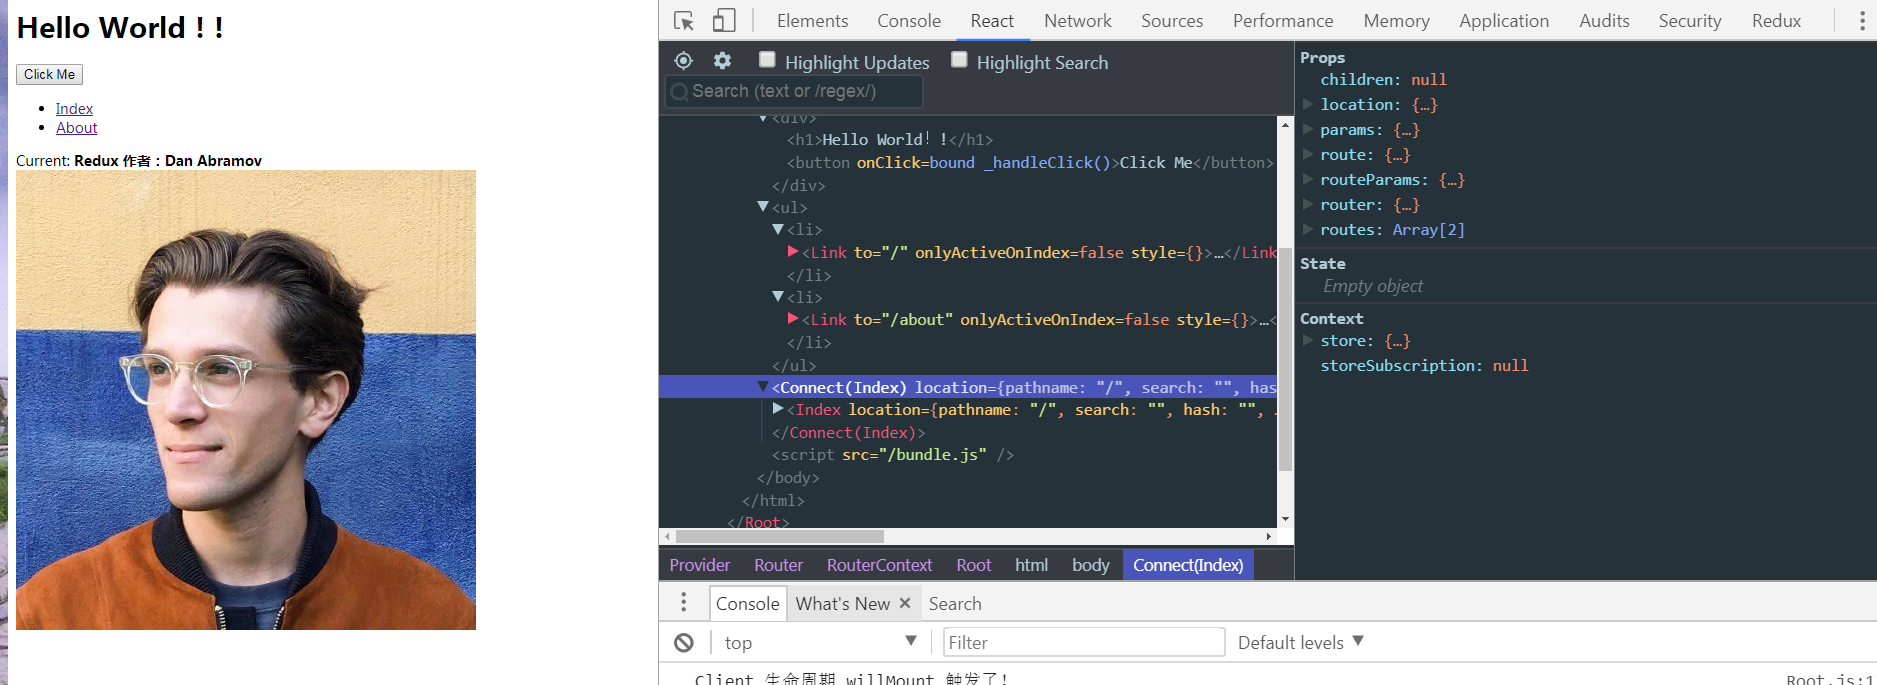 Hello World！!
Click Me
Index
About
Current: Redux 作者：Dan Abramov
Elements Console React Network Sources Performance Memory Application Audits Security Redux
Highlight Updates Highlight Search
Search (text or /regex/)
<div>
<h1>Hello World！!</h1>
<button onClick=bound _handleClick()>Click Me</button>
</div>
<ul>
<li>
<Link to="/" onlyActiveOnIndex=false style={}>…</Link
</li>
<li>
<Link to="/about" onlyActiveOnIndex=false style={}>…<
</li>
</ul>
<Connect(Index) location={pathname: "/", search: "", has
<Index location={pathname: "/", search: "", hash: "", .
</Connect(Index)>
<script src="/bundle.js" />
</body>
</html>
</Root>
Provider Router RouterContext Root html body Connect(Index)
Props
children: null
location: {…}
params: {…}
route: {…}
routeParams: {…}
router: {…}
routes: Array[2]
State
Empty object
Context
store: {…}
storeSubscription: null
Console What's New × Search
top Filter Default levels
Client 生命周期 willMount 触发了! Root.js:1